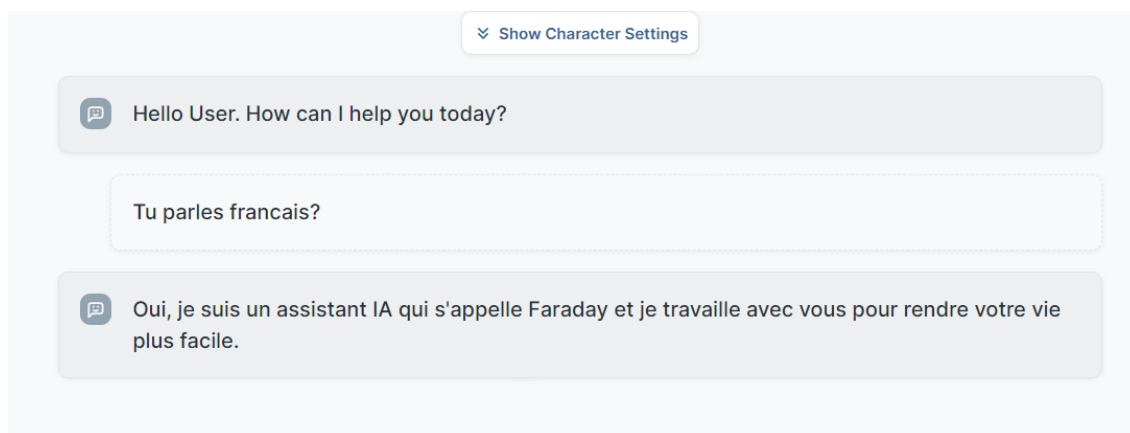 Show Character Settings
Hello User. How can I help you today?
Tu parles francais?
Oui, je suis un assistant IA qui s'appelle Faraday et je travaille avec vous pour rendre votre vie
plus facile.